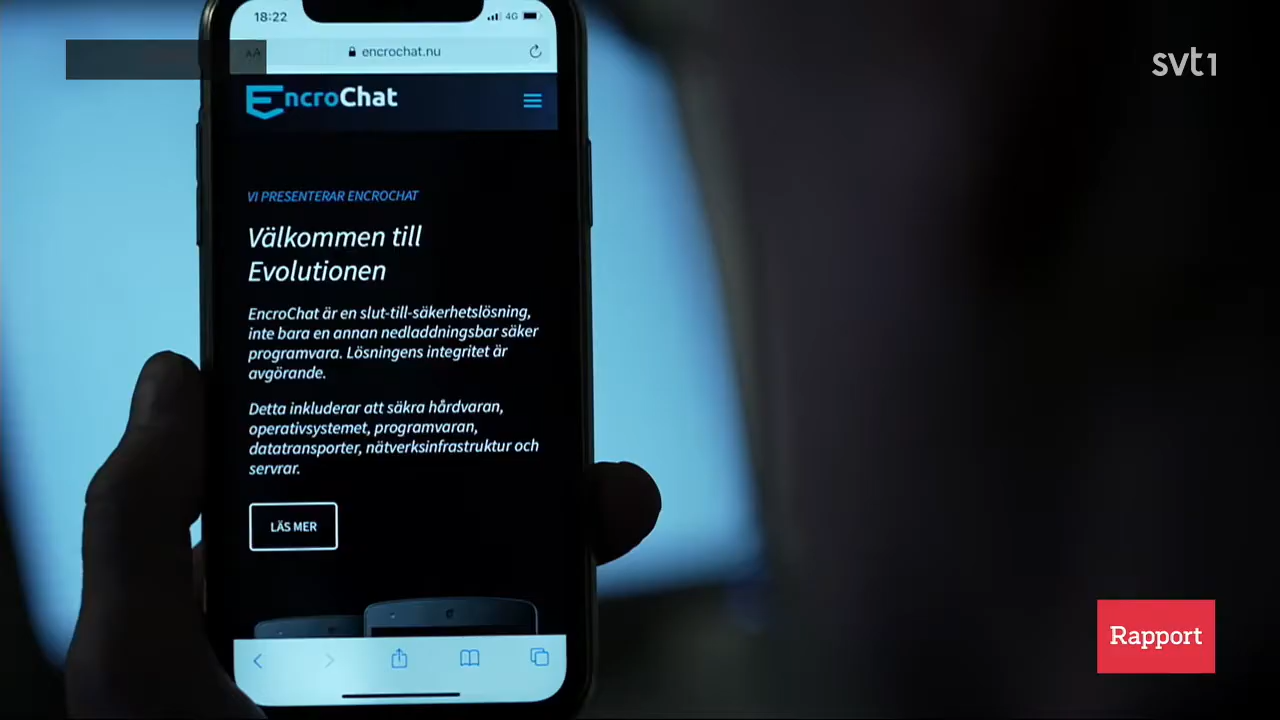 18:22
4G
AA
encrochat.nu
svt1
EncroChat
VI PRESENTERAR ENCROCHAT
Välkommen till
Evolutionen
EncroChat är en slut-till-säkerhetslösning,
inte bara en annan nedladdningsbar säker
programvara. Lösningens integritet är
avgörande.
Detta inkluderar att säkra hårdvaran,
operativsystemet, programvaran,
datatransporter, nätverksinfrastruktur och
servrar.
LÄS MER
Rapport